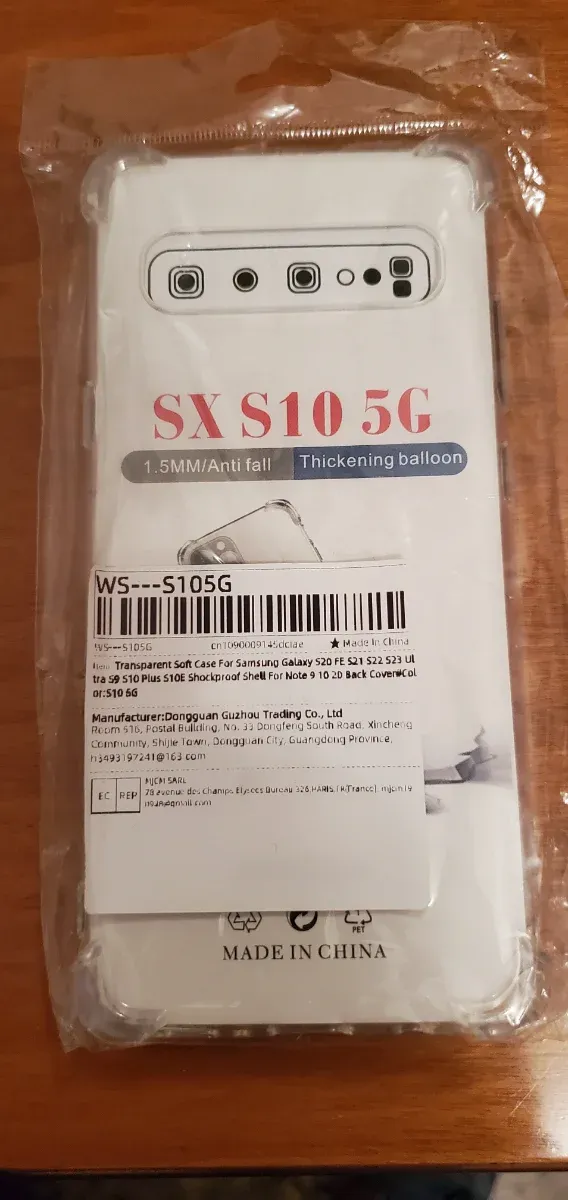 SX S10 5G
1.5MM/Anti fall Thickening balloon
WS---S105G
WS---S105G cn1090009145clclae ★ Made In China
Item: Transparent Soft Case For Samsung Galaxy S20 FE S21 S22 S23 Ul
tra S9 S10 Plus S10E Shockproof Shell For Note 9 10 20 Back Cover#Col
or:S10 5G
Manufacturer:Dongguan Guzhou Trading Co., Ltd
Room 516, Postal Building, No. 33 Dongfeng South Road, Xincheng
Community, Shijie Town, Dongguan City, Guangdong Province,
h3493197241@163.com
EC REP
MJCM SARL
78 avenue des Champs Elysees Bureau 326,PARIS,
PET
MADE IN CHINA